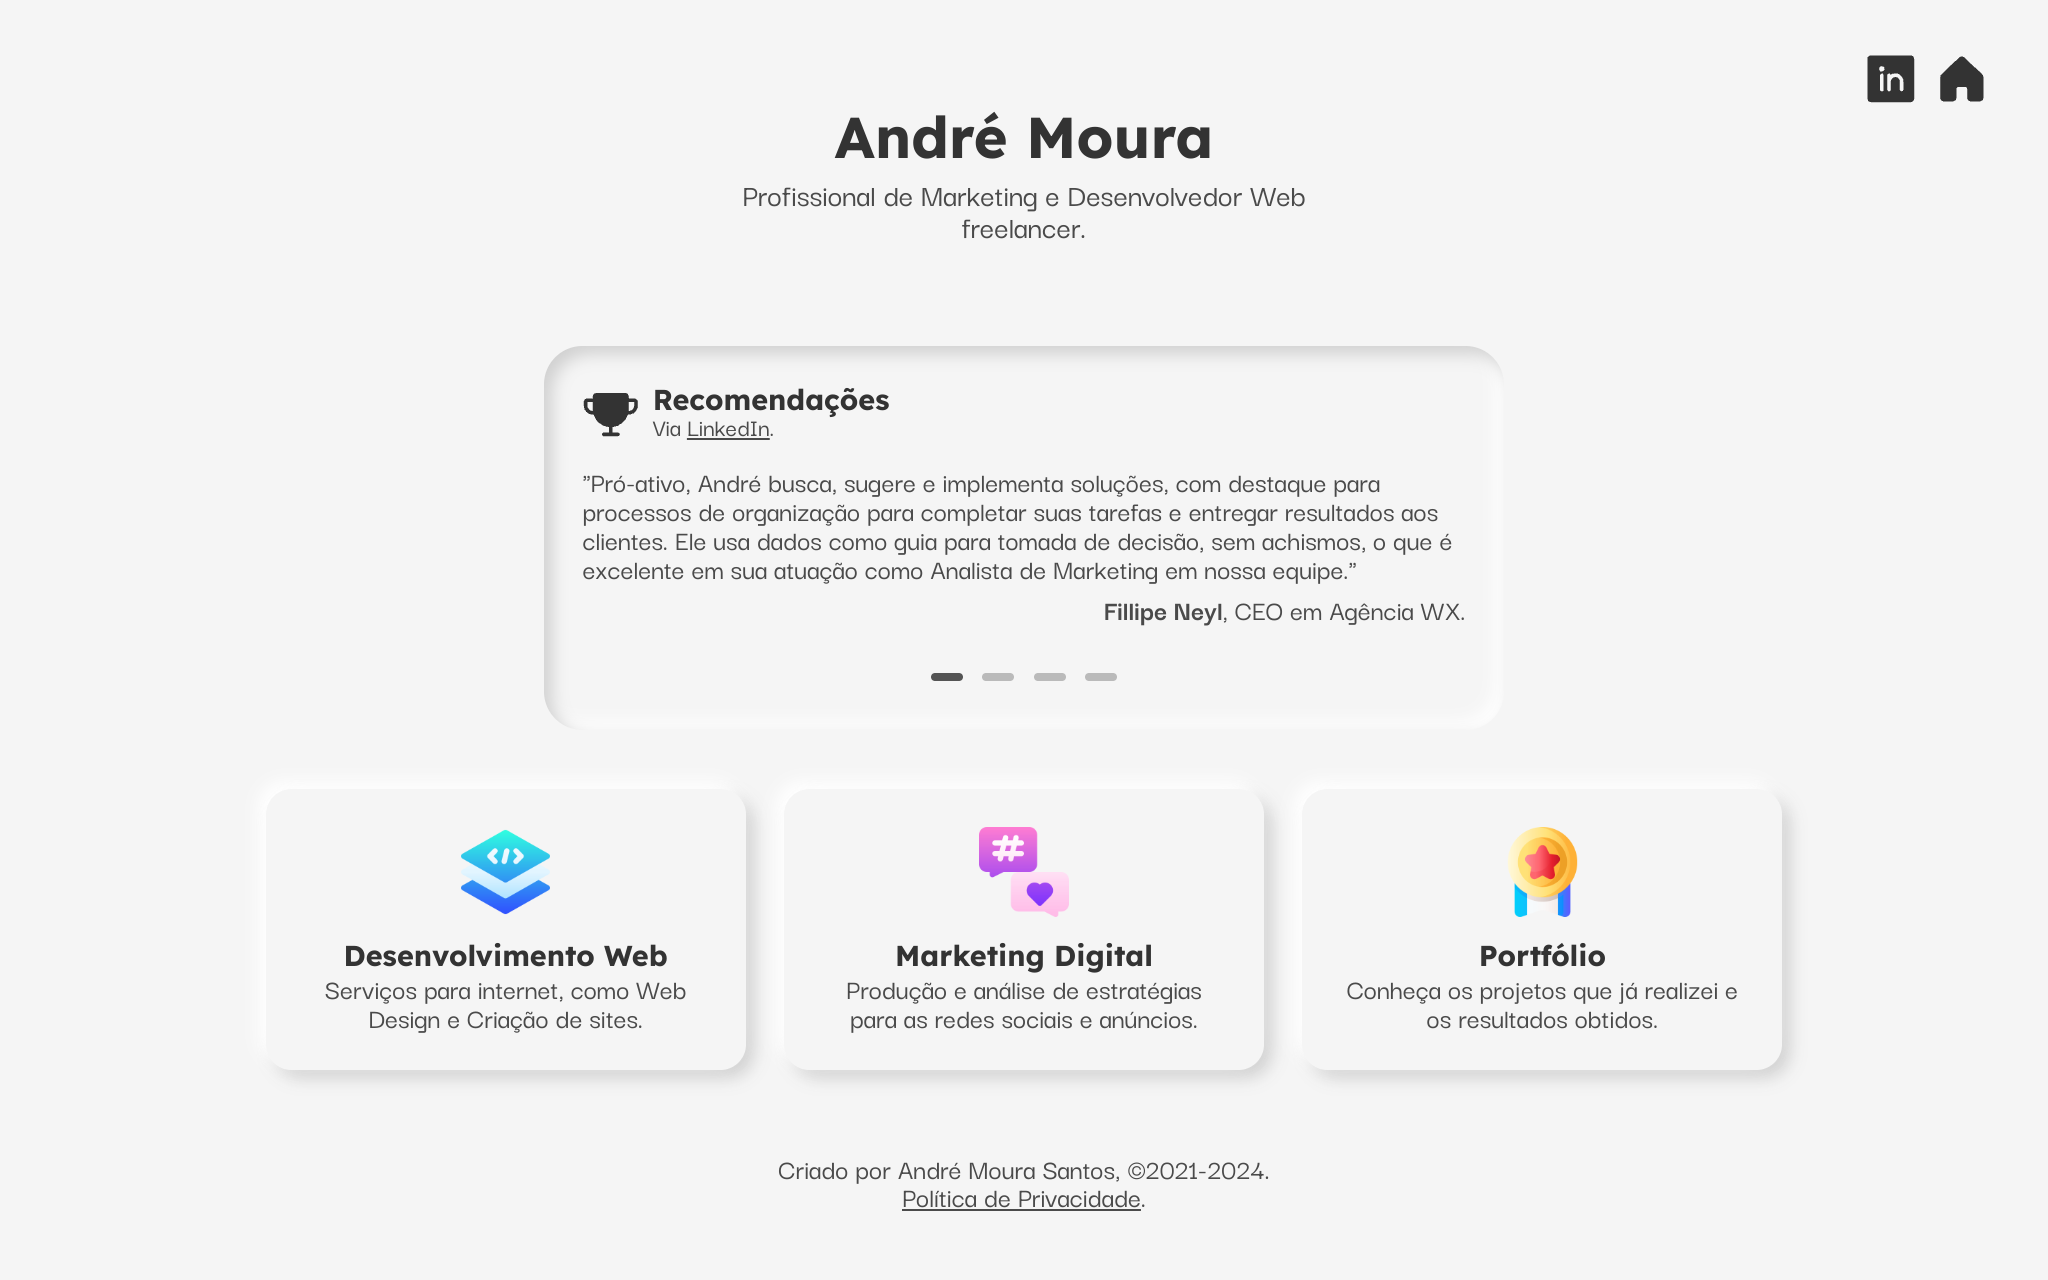 in
André Moura
Profissional de Marketing e Desenvolvedor Web
freelancer.
Recomendações
Via LinkedIn.
”Pró-ativo, André busca, sugere e implementa soluções, com destaque para
processos de organização para completar suas tarefas e entregar resultados aos
clientes. Ele usa dados como guia para tomada de decisão, sem achismos, o que é
excelente em sua atuação como Analista de Marketing em nossa equipe.”
Fillipe Neyl, CEO em Agência WX.
Desenvolvimento Web
Serviços para internet, como Web
Design e Criação de sites.
Marketing Digital
Produção e análise de estratégias
para as redes sociais e anúncios.
Portfólio
Conheça os projetos que já realizei e
os resultados obtidos.
Criado por André Moura Santos, ©2021-2024.
Política de Privacidade.